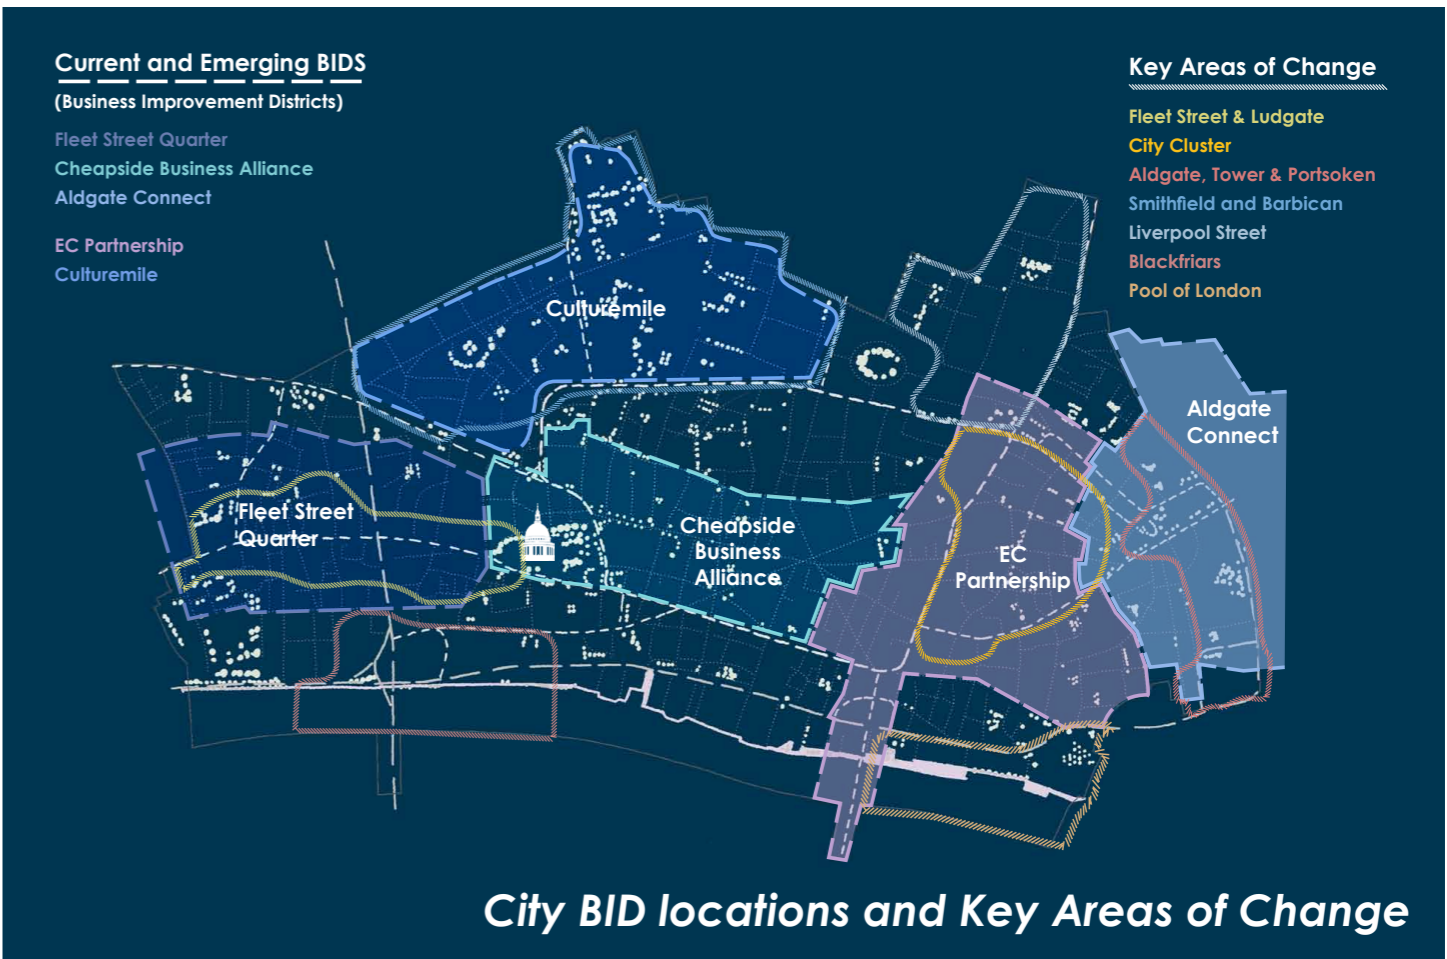 Current and Emerging BIDS
(Business Improvement Districts)
Fleet Street Quarter
Cheapside Business Alliance
Aldgate Connect
EC Partnership
Culturemile
Key Areas of Change
Fleet Street & Ludgate
City Cluster
Aldgate, Tower & Portsoken
Smithfield and Barbican
Liverpool Street
Blackfriars
Pool of London
Culturemile
Aldgate
Connect
Fleet Street
Quarter
Cheapside
Business
Alliance
EC
Partnership
City BID locations and Key Areas of Change